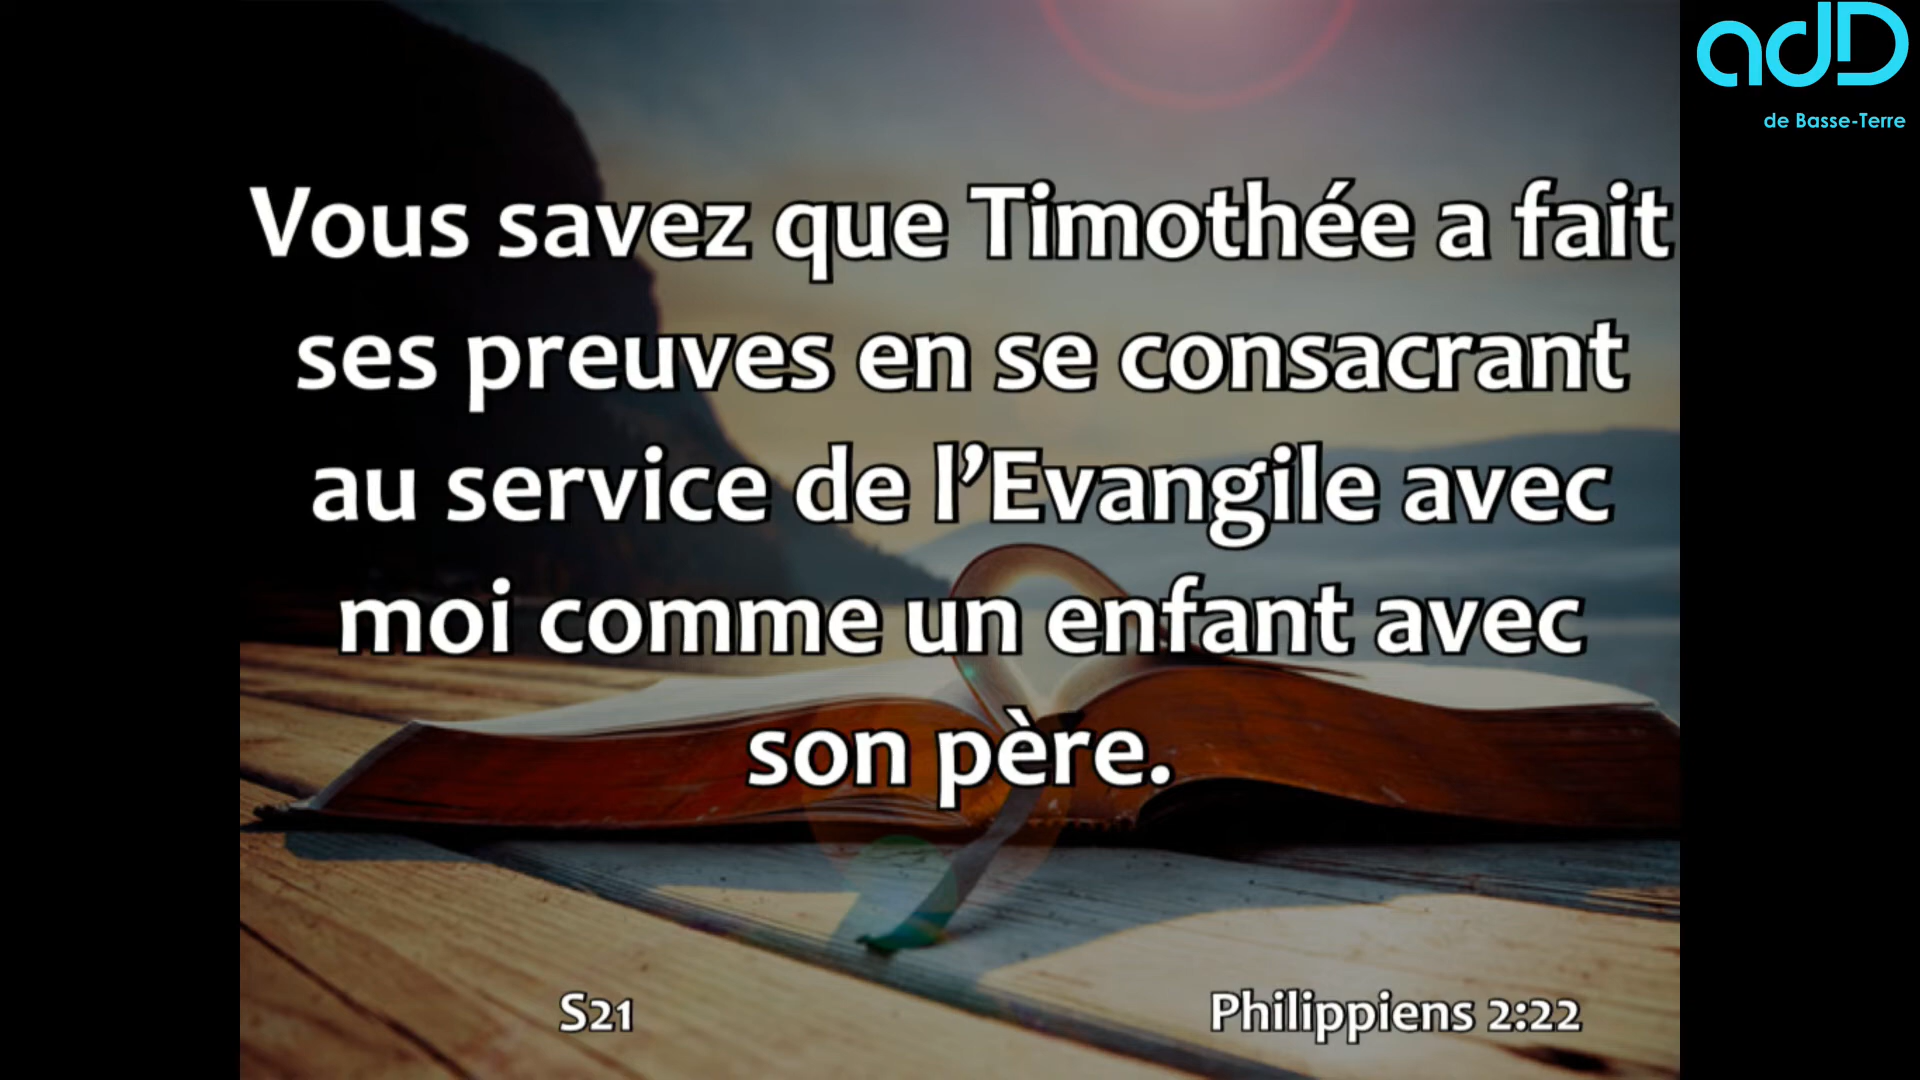 adD
de Basse-Terre
Vous savez que Timothée a fait
ses preuves en se consacrant
au service de l’Evangile avec
moi comme un enfant avec
son père.
S21
Philippiens 2:22